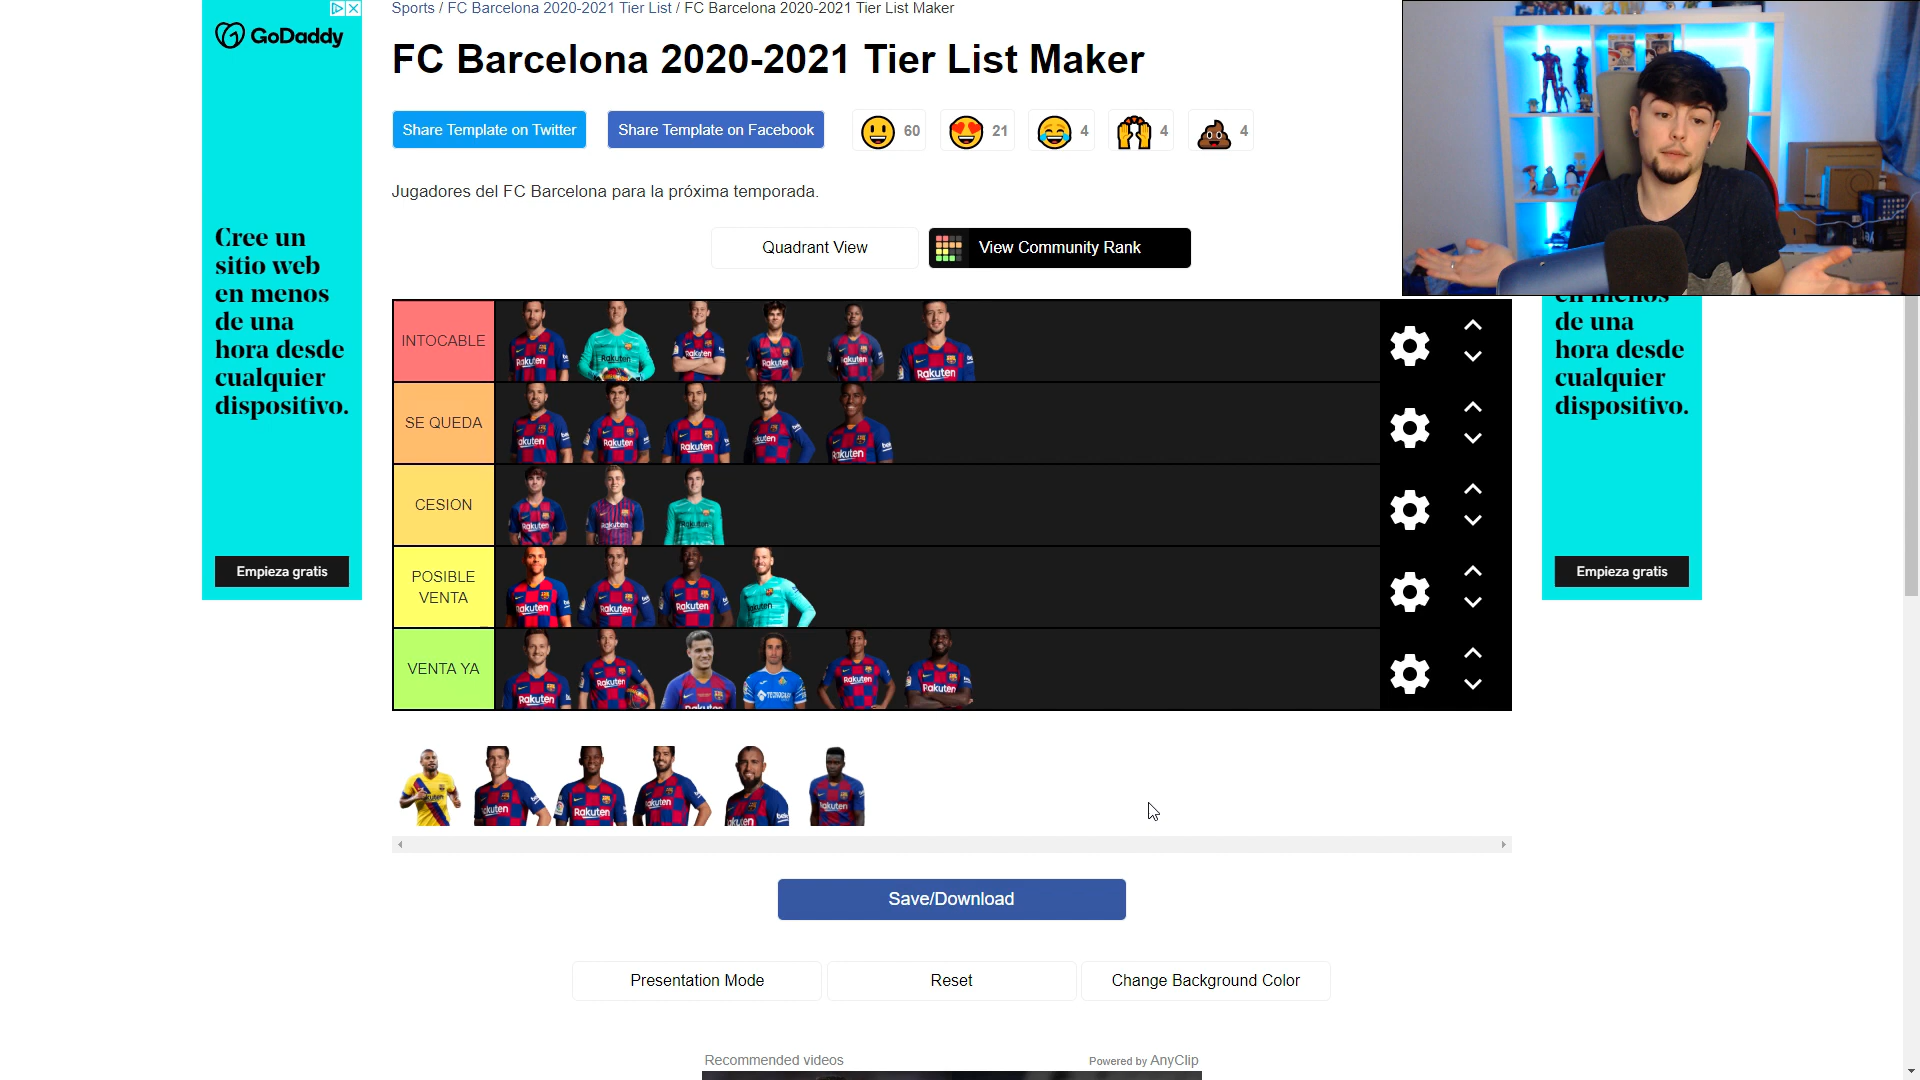 Sports / FC Barcelona 2020-2021 Tier List / FC Barcelona 2020-2021 Tier List Maker
GoDaddy
FC Barcelona 2020-2021 Tier List Maker
Share Template on Twitter
Share Template on Facebook
60
21
4
4
4
Jugadores del FC Barcelona para la próxima temporada.
Quadrant View
View Community Rank
Cree un
sitio web
en menos
de una
hora desde
cualquier
dispositivo.
Empieza gratis
en menos
de una
hora desde
cualquier
dispositivo.
Empieza gratis
INTOCABLE
SE QUEDA
CESION
POSIBLE
VENTA
VENTA YA
Save/Download
Presentation Mode
Reset
Change Background Color
Recommended videos
Powered by AnyClip